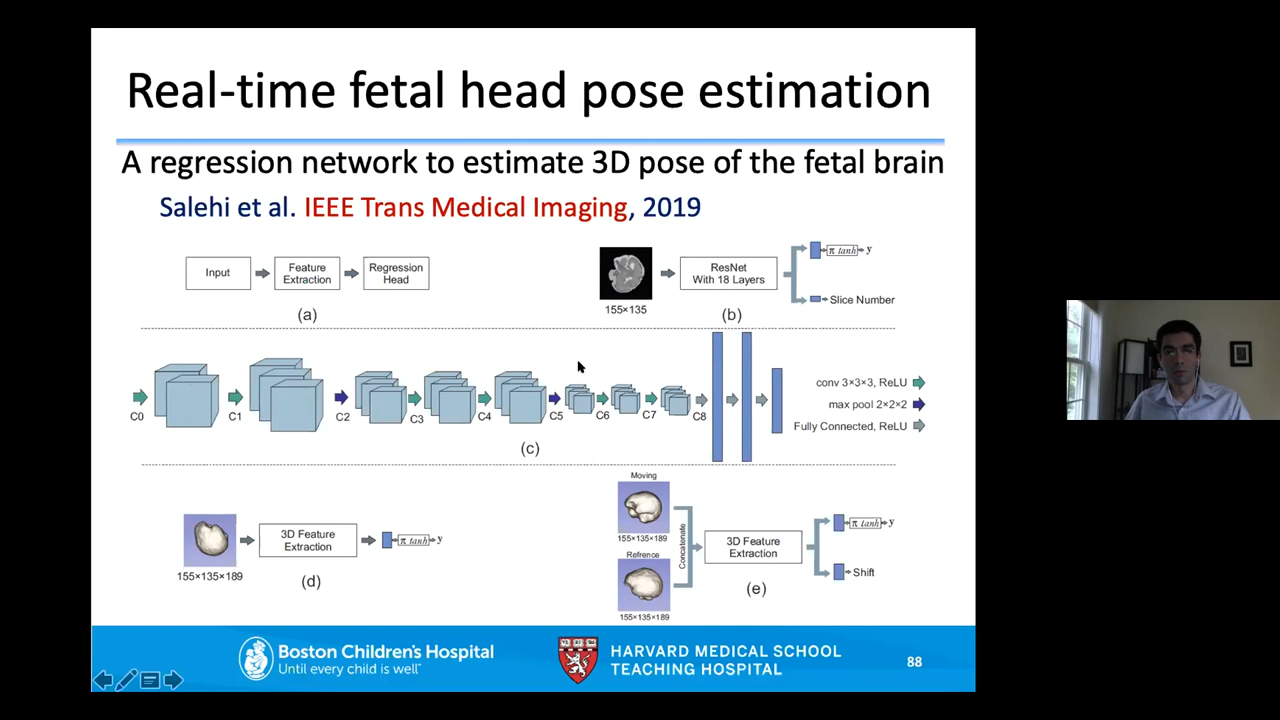 Real-time fetal head pose estimation
A regression network to estimate 3D pose of the fetal brain
Salehi et al. IEEE Trans Medical Imaging, 2019
Input
Feature
Extraction
Regression
Head
(a)
155×135
ResNet
With 18 Layers
π tanh
y
Slice Number
(b)
C0
C1
C2
C3
C4
C5
C6
C7
C8
conv 3×3×3, ReLU
max pool 2×2×2
Fully Connected, ReLU
(c)
155×135×189
3D Feature
Extraction
π tanh
y
(d)
Moving
155×135×189
Refrence
155×135×189
Concatenate
3D Feature
Extraction
π tanh
y
Shift
(e)
Boston Children's Hospital
Until every child is well™
HARVARD MEDICAL SCHOOL
TEACHING HOSPITAL
88